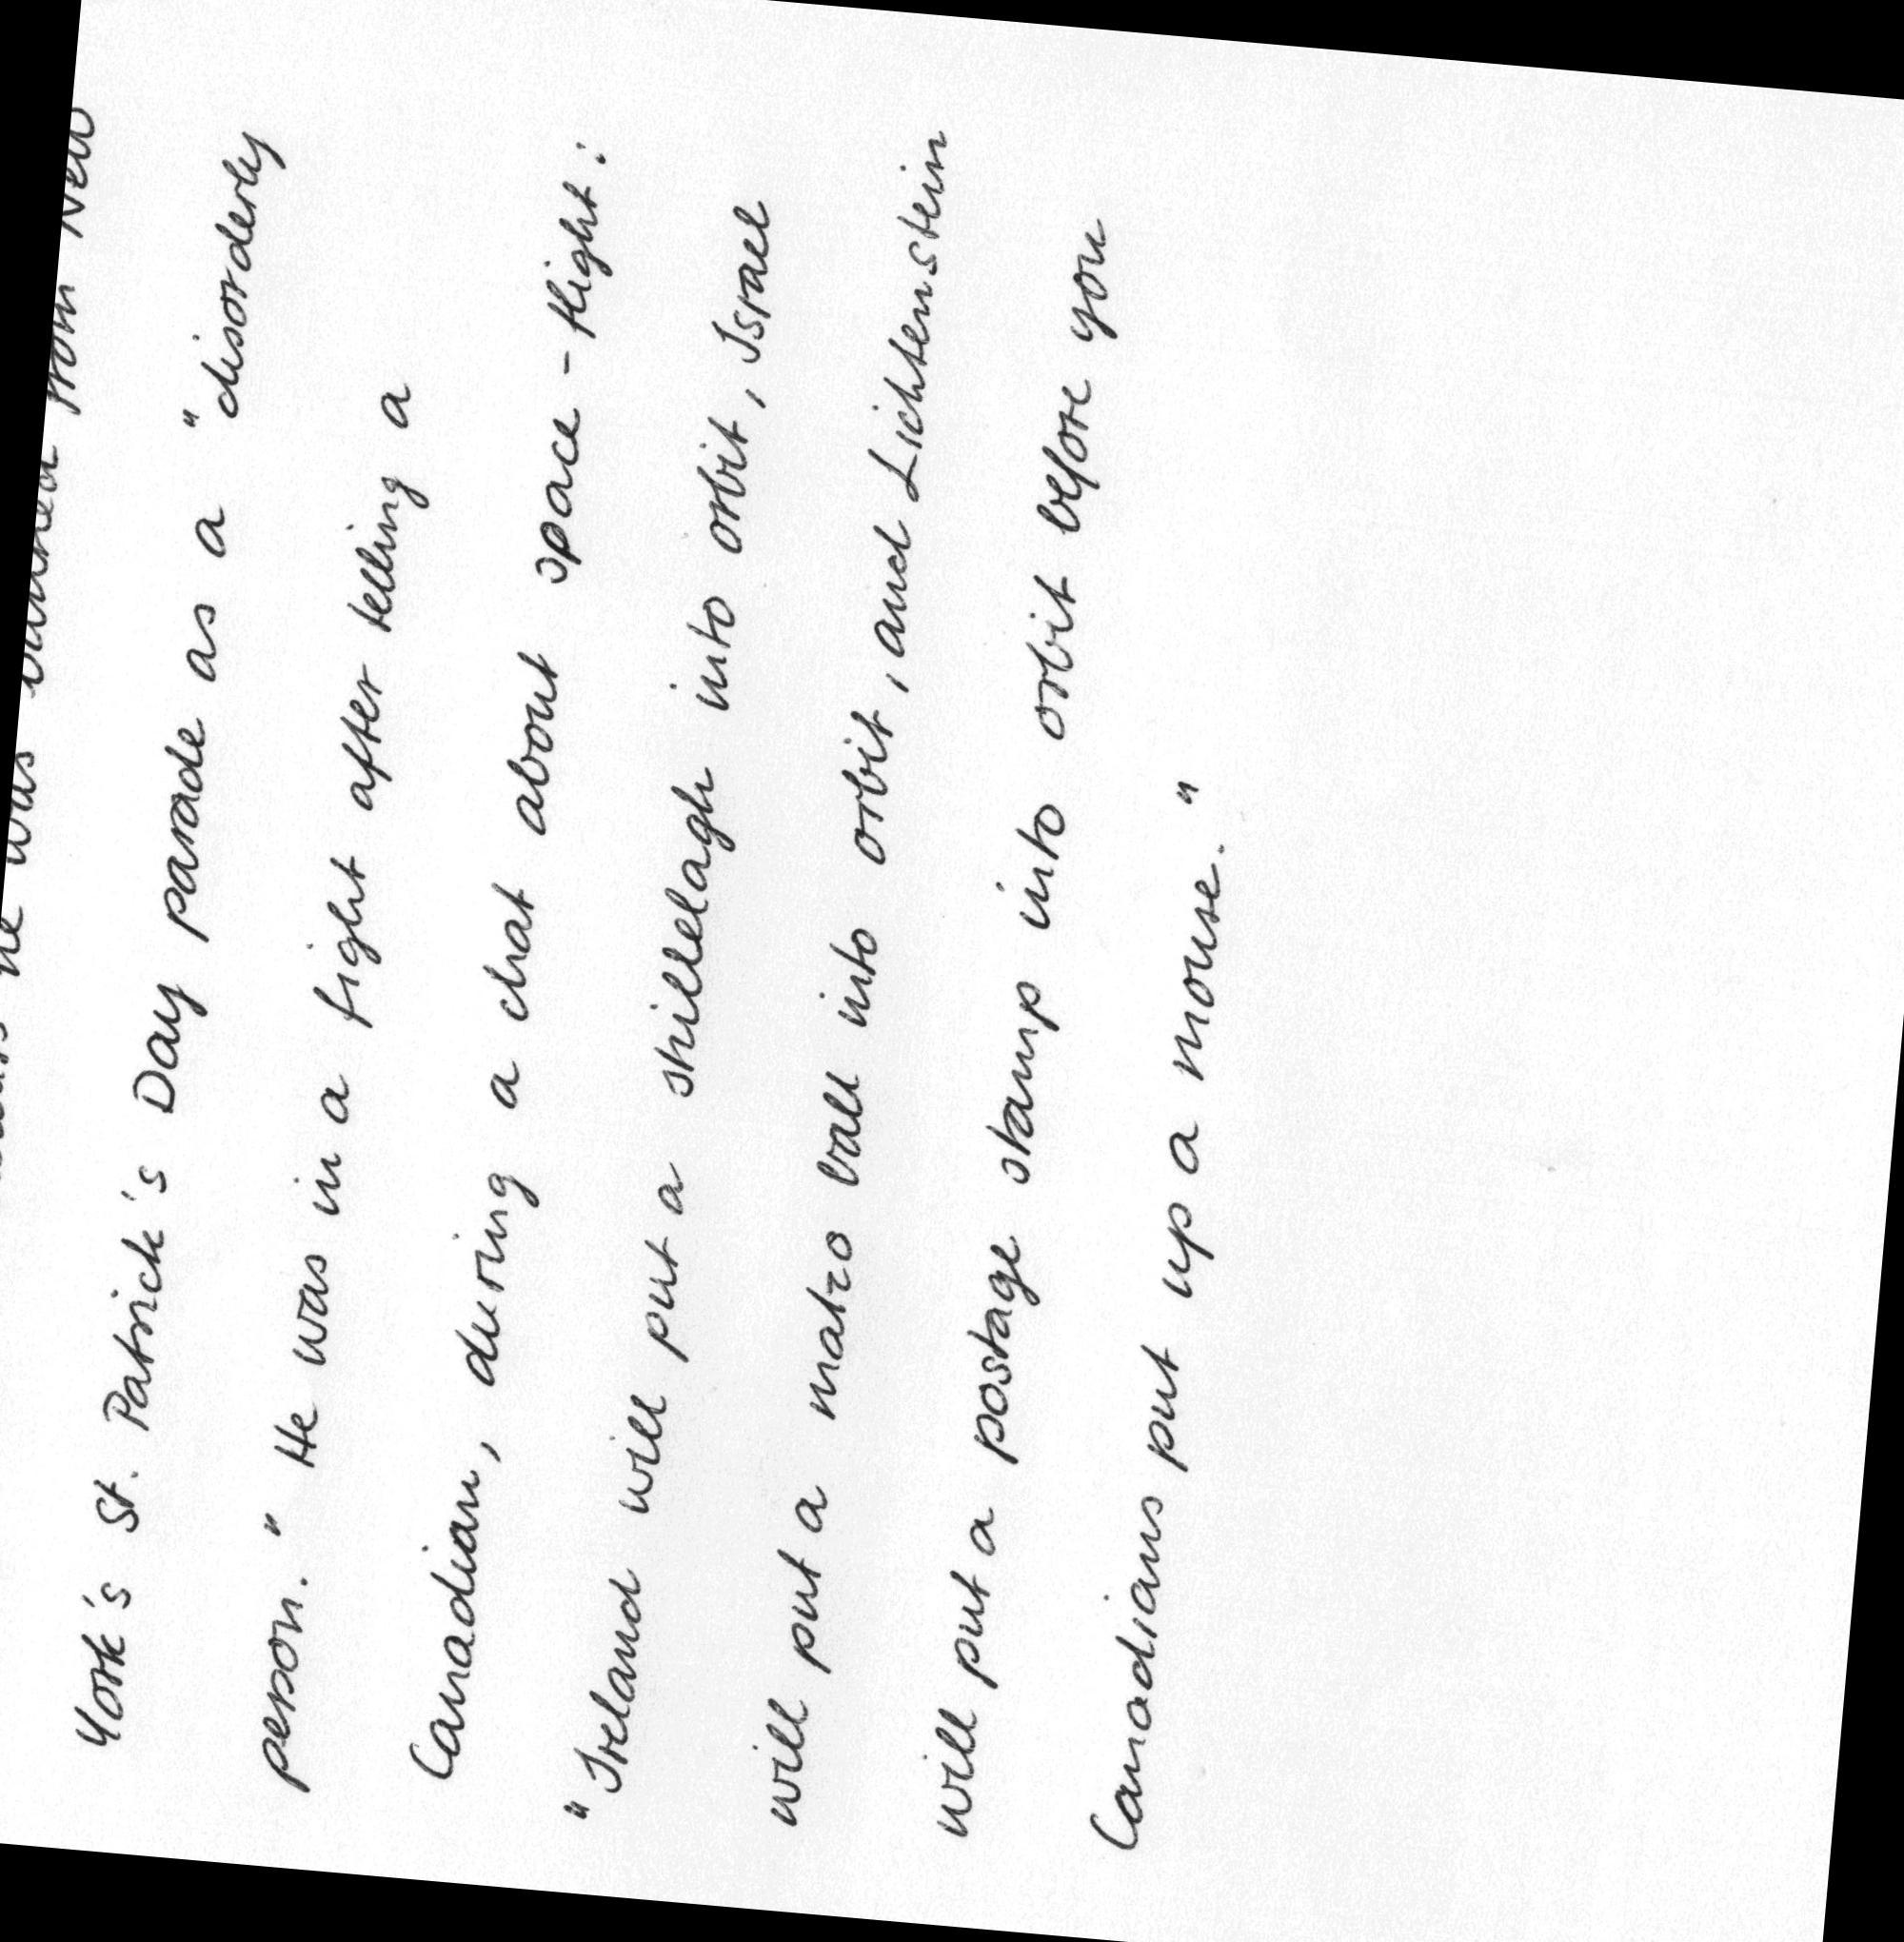 he was banned from New
York's St. Patrick's Day parade as a "disorderly
person." He was in a fight after telling a
Canadian, during a chat about space-flight:
"Ireland will put a shillelagh into orbit, Israel
will put a matzo ball into orbit, and Lichtenstein
will put a postage stamp into orbit before you
Canadians put up a mouse."